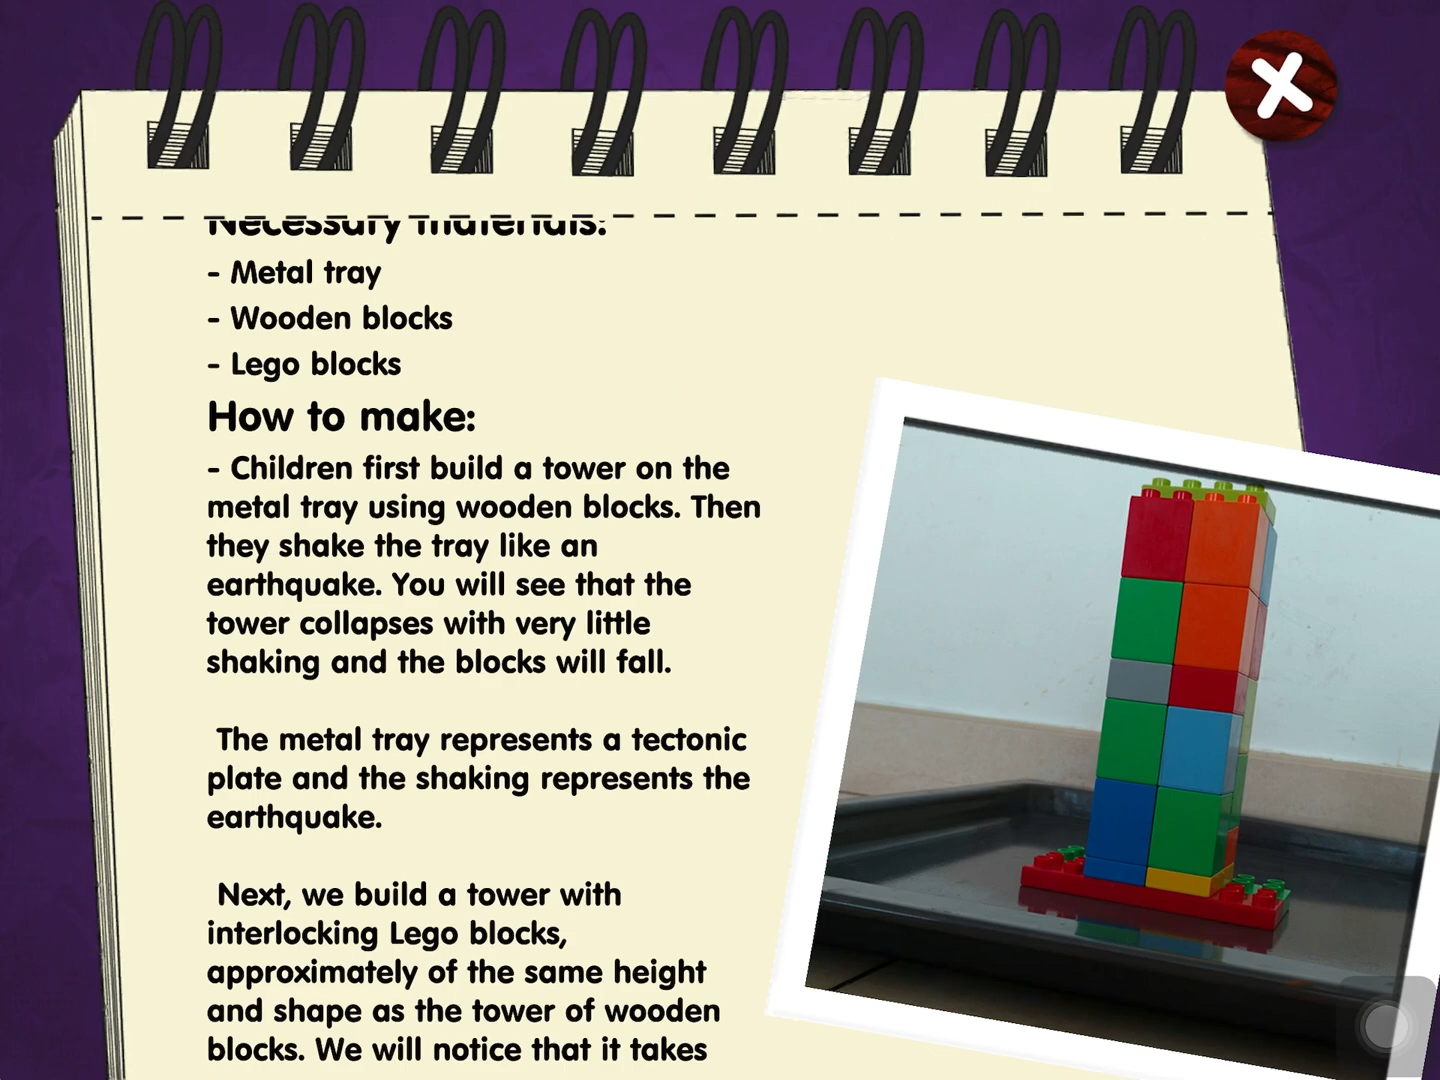 Necessary materials:
- Metal tray
- Wooden blocks
- Lego blocks
How to make:
- Children first build a tower on the
metal tray using wooden blocks. Then
they shake the tray like an
earthquake. You will see that the
tower collapses with very little
shaking and the blocks will fall.
The metal tray represents a tectonic
plate and the shaking represents the
earthquake.
Next, we build a tower with
interlocking Lego blocks,
approximately of the same height
and shape as the tower of wooden
blocks. We will notice that it takes